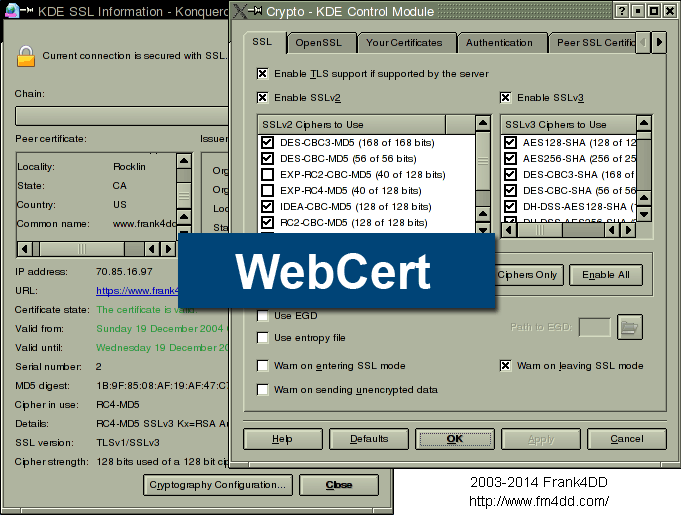 KDE SSL Information - Konquero
Current connection is secured with SSL.
Chain:
Peer certificate:
Issuer
Locality: Rocklin
State: CA
Country: US
Common name: www.frank4dd
Org
Org
Loc
Sta
IP address: 70.85.16.97
URL: https://www.frank4
Certificate state: The certificate is valid.
Valid from: Sunday 19 December 2004
Valid until: Wednesday 19 December 20
Serial number: 2
MD5 digest: 1B:9F:85:08:AF:19:AF:47:C7
Cipher in use: RC4-MD5
Details: RC4-MD5 SSLv3 Kx=RSA Au
SSL version: TLSv1/SSLv3
Cipher strength: 128 bits used of a 128 bit cip
Cryptography Configuration...
Close
Crypto - KDE Control Module
SSL
OpenSSL
Your Certificates
Authentication
Peer SSL Certific
Enable TLS support if supported by the server
Enable SSLv2
SSLv2 Ciphers to Use
DES-CBC3-MD5 (168 of 168 bits)
DES-CBC-MD5 (56 of 56 bits)
EXP-RC2-CBC-MD5 (40 of 128 bits)
EXP-RC4-MD5 (40 of 128 bits)
IDEA-CBC-MD5 (128 of 128 bits)
RC2-CBC-MD5 (128 of 128 bits)
Enable SSLv3
SSLv3 Ciphers to Use
AES128-SHA (128 of 12
AES256-SHA (256 of 25
DES-CBC3-SHA (168 of
DES-CBC-SHA (56 of 56
DH-DSS-AES128-SHA (1
DH-DSS-AES256-SHA (
WebCert
Ciphers Only
Enable All
Use EGD
Use entropy file
Path to EGD:
Warn on entering SSL mode
Warn on leaving SSL mode
Warn on sending unencrypted data
Help
Defaults
OK
Apply
Cancel
2003-2014 Frank4DD
http://www.fm4dd.com/